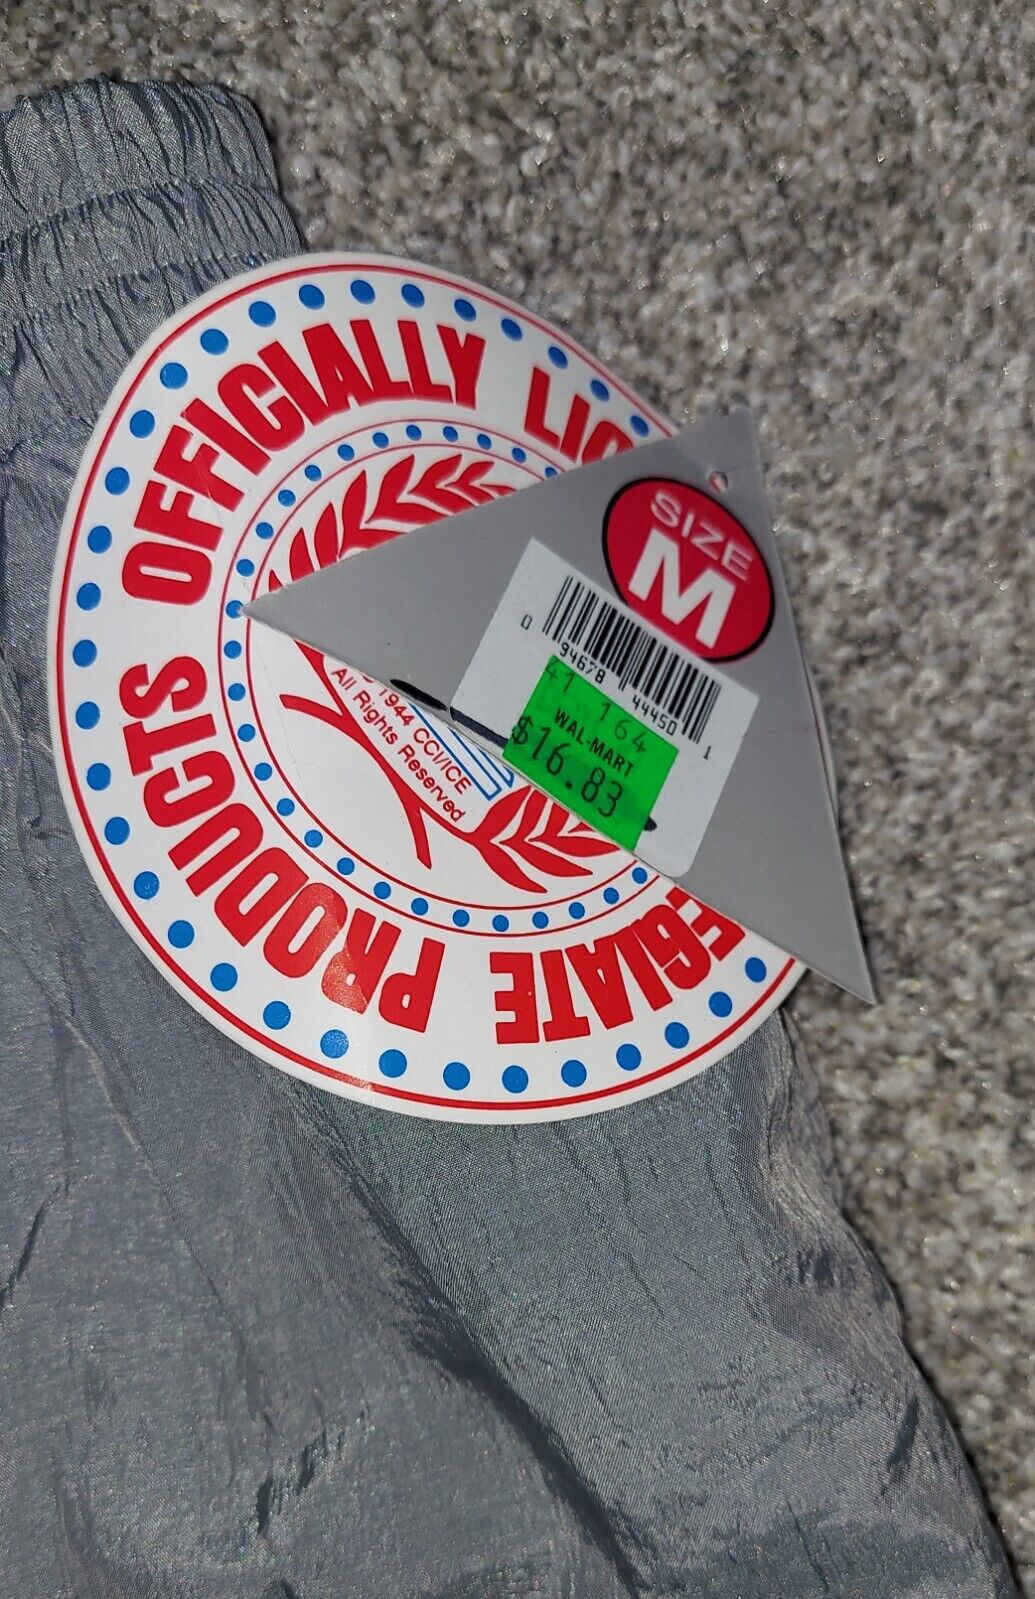 OFFICIALLY LIC
EGIATE PRODUCTS
1944 CCI/ICE
All Rights Reserved
SIZE
M
0 94678 44450 1
41 164
WAL-MART
$16.83